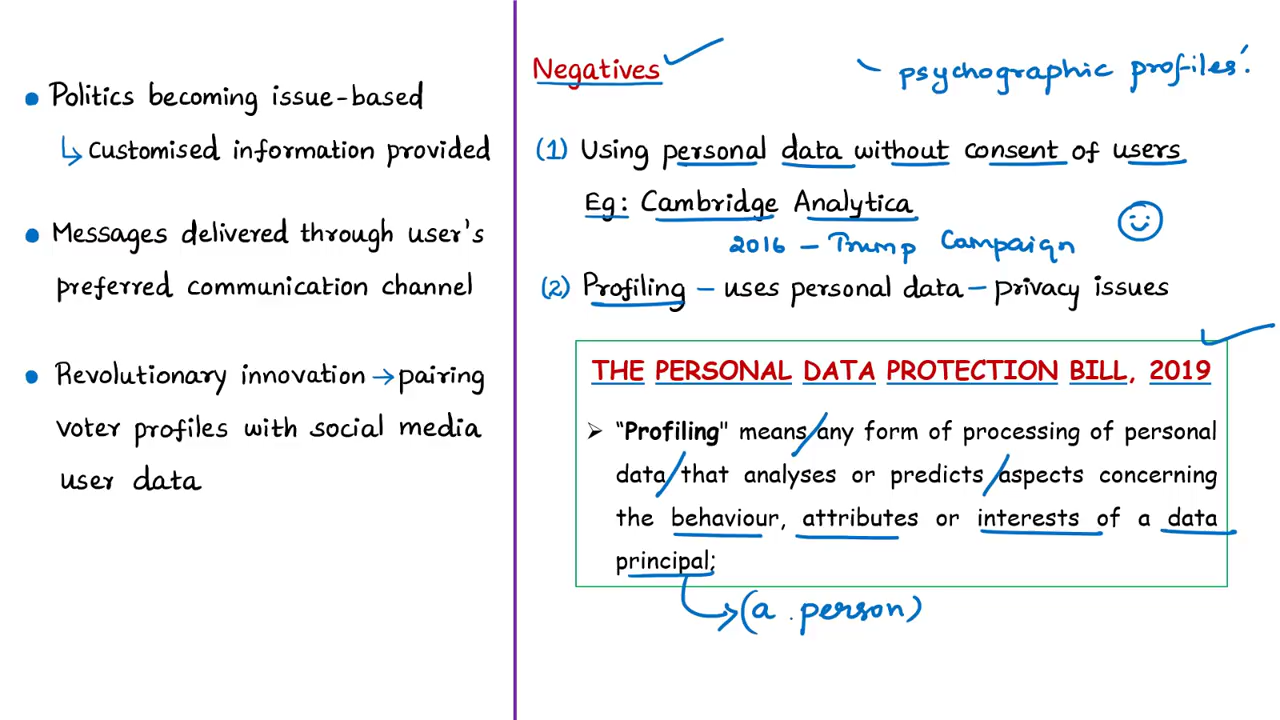 • Politics becoming issue-based
↳ customised information provided
• Messages delivered through user's
preferred communication channel
• Revolutionary innovation → pairing
voter profiles with social media
user data
Negatives ✓
psychographic profiles!
(1) Using personal data without consent of users
Eg: Cambridge Analytica
2016 – Trump Campaign
(2) Profiling – uses personal data – privacy issues
THE PERSONAL DATA PROTECTION BILL, 2019
➢ "Profiling" means any form of processing of personal
data that analyses or predicts aspects concerning
the behaviour, attributes or interests of a data
principal;
(a person)